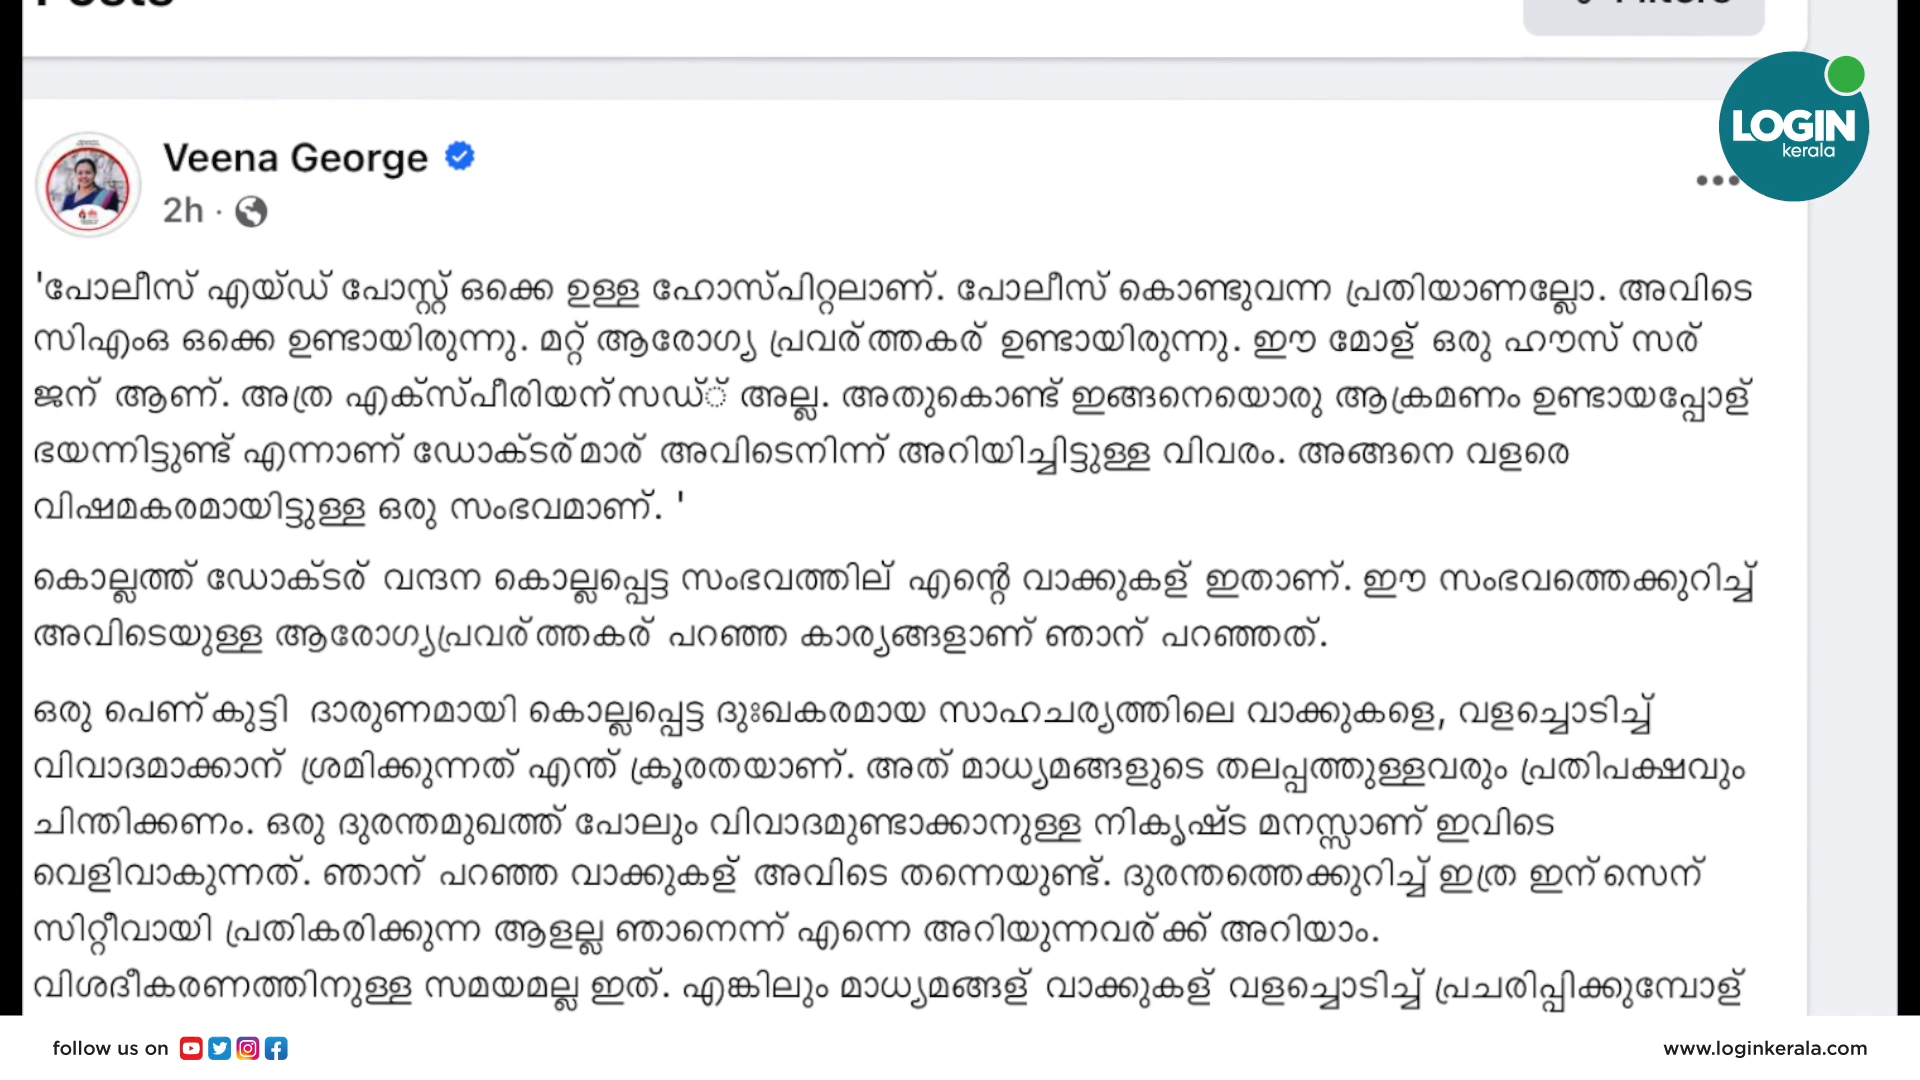 Posts
Filters
LOGIN
kerala
Veena George
2h ·
'പോലീസ് എയ്ഡ് പോസ്റ്റ് ഒക്കെ ഉള്ള ഹോസ്പിറ്റലാണ്. പോലീസ് കൊണ്ടുവന്ന പ്രതിയാണല്ലോ. അവിടെ
സിഎംഒ ഒക്കെ ഉണ്ടായിരുന്നു. മറ്റ് ആരോഗ്യ പ്രവര്‌ത്തകര് ഉണ്ടായിരുന്നു. ഈ മോള് ഒരു ഹൗസ് സര്
ജന് ആണ്. അത്ര എക്സ്പീരിയന്‌സഡ്് അല്ല. അതുകൊണ്ട് ഇങ്ങനെയൊരു ആക്രമണം ഉണ്ടായപ്പോള്
ഭയന്നിട്ടുണ്ട് എന്നാണ് ഡോക്ടര്‌മാര് അവിടെനിന്ന് അറിയിച്ചിട്ടുള്ള വിവരം. അങ്ങനെ വളരെ
വിഷമകരമായിട്ടുള്ള ഒരു സംഭവമാണ്. '
കൊല്ലത്ത് ഡോക്ടര് വന്ദന കൊല്ലപ്പെട്ട സംഭവത്തില് എന്റെ വാക്കുകള് ഇതാണ്. ഈ സംഭവത്തെക്കുറിച്ച്
അവിടെയുള്ള ആരോഗ്യപ്രവര്‌ത്തകര് പറഞ്ഞ കാര്യങ്ങളാണ് ഞാന് പറഞ്ഞത്.
ഒരു പെണ്‌കുട്ടി ദാരുണമായി കൊല്ലപ്പെട്ട ദുഃഖകരമായ സാഹചര്യത്തിലെ വാക്കുകളെ, വളച്ചൊടിച്ച്
വിവാദമാക്കാന് ശ്രമിക്കുന്നത് എന്ത് ക്രൂരതയാണ്. അത് മാധ്യമങ്ങളുടെ തലപ്പത്തുള്ളവരും പ്രതിപക്ഷവും
ചിന്തിക്കണം. ഒരു ദുരന്തമുഖത്ത് പോലും വിവാദമുണ്ടാക്കാനുള്ള നികൃഷ്ട മനസ്സാണ് ഇവിടെ
വെളിവാകുന്നത്. ഞാന് പറഞ്ഞ വാക്കുകള് അവിടെ തന്നെയുണ്ട്. ദുരന്തത്തെക്കുറിച്ച് ഇത്ര ഇന്‌സെന്
സിറ്റീവായി പ്രതികരിക്കുന്ന ആളല്ല ഞാനെന്ന് എന്നെ അറിയുന്നവര്‌ക്ക് അറിയാം.
വിശദീകരണത്തിനുള്ള സമയമല്ല ഇത്. എങ്കിലും മാധ്യമങ്ങള് വാക്കുകള് വളച്ചൊടിച്ച് പ്രചരിപ്പിക്കുമ്പോള്
follow us on
www.loginkerala.com